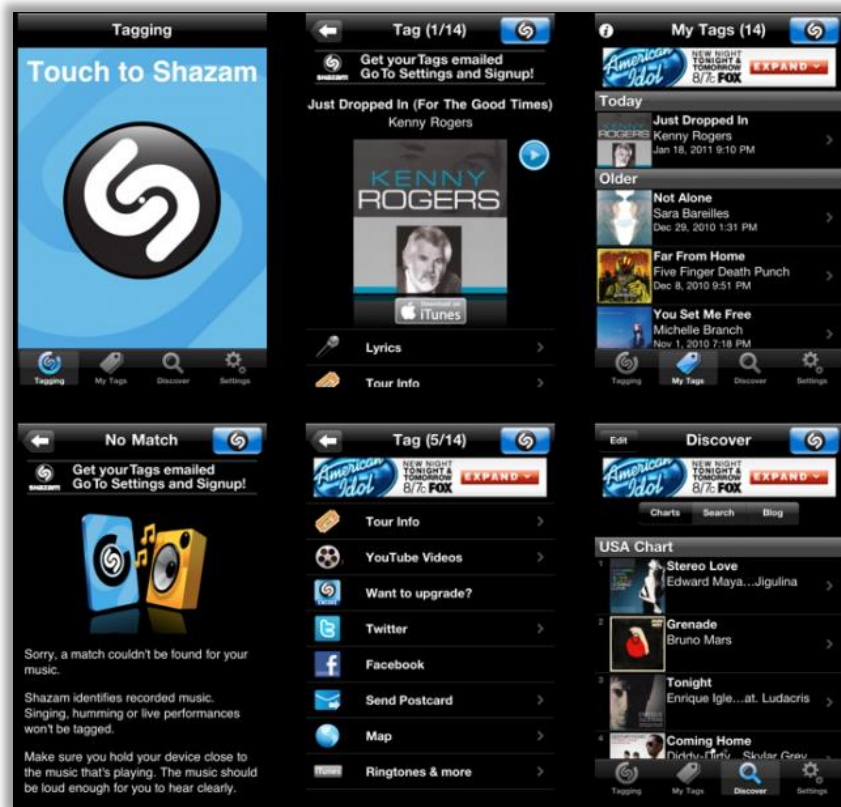 Tagging
Touch to Shazam
Tagging
My Tags
Discover
Settings
Tag (1/14)
SHAZAM
Get your Tags emailed
Go To Settings and Signup!
Just Dropped In (For The Good Times)
Kenny Rogers
KENNY
ROGERS
Download on
iTunes
Lyrics
Tour Info
My Tags (14)
American
Idol
NEW NIGHT
TONIGHT &
TOMORROW
8/7c FOX
EXPAND
Today
Just Dropped In
Kenny Rogers
Jan 18, 2011 9:10 PM
Older
Not Alone
Sara Bareilles
Dec 29, 2010 1:31 PM
Far From Home
Five Finger Death Punch
Dec 8, 2010 9:51 PM
You Set Me Free
Michelle Branch
Nov 1, 2010 7:18 PM
Tagging
My Tags
Discover
Settings
No Match
SHAZAM
Get your Tags emailed
Go To Settings and Signup!
Sorry, a match couldn't be found for your
music.
Shazam identifies recorded music.
Singing, humming or live performances
won't be tagged.
Make sure you hold your device close to
the music that's playing. The music should
be loud enough for you to hear clearly.
Tag (5/14)
American
Idol
NEW NIGHT
TONIGHT &
TOMORROW
8/7c FOX
EXPAND
Tour Info
YouTube Videos
Want to upgrade?
ENCORE
Twitter
Facebook
Send Postcard
Map
iTunes
Ringtones & more
Edit
Discover
American
Idol
NEW NIGHT
TONIGHT &
TOMORROW
8/7c FOX
EXPAND
Charts
Search
Blog
USA Chart
1
Stereo Love
Edward Maya...Jigulina
2
Grenade
Bruno Mars
3
Tonight
Enrique Igle...at. Ludacris
4
Coming Home
Diddy-Dirty... Skylar Grey
Tagging
My Tags
Discover
Settings